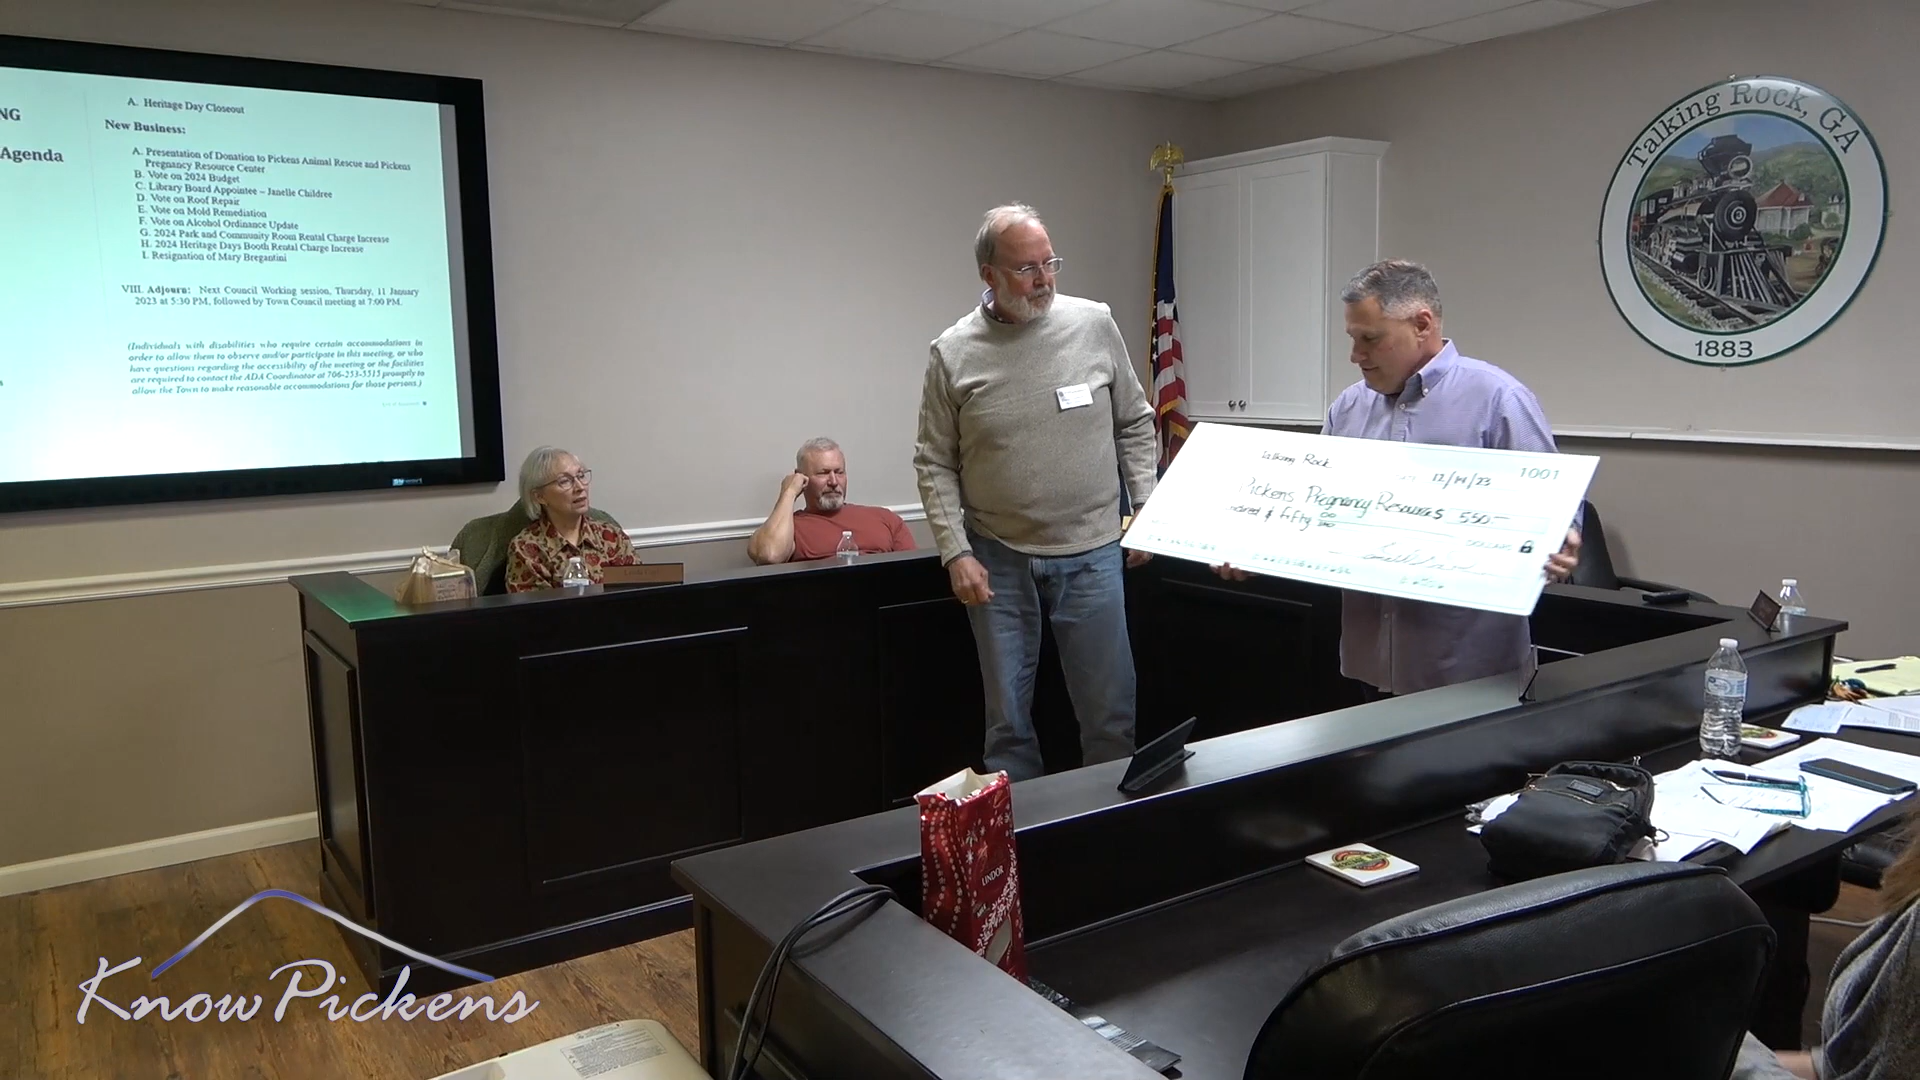 NG
Agenda
A. Heritage Day Closeout
New Business:
A. Presentation of Donation to Pickens Animal Rescue and Pickens
Pregnancy Resource Center
B. Vote on 2024 Budget
C. Library Board Appointee – Janelle Childree
D. Vote on Roof Repair
E. Vote on Mold Remediation
F. Vote on Alcohol Ordinance Update
G. 2024 Park and Community Room Rental Charge Increase
H. 2024 Heritage Days Booth Rental Charge Increase
I. Resignation of Mary Bregantini
VIII. Adjourn: Next Council Working session, Thursday, 11 January
2023 at 5:30 PM, followed by Town Council meeting at 7:00 PM.
(Individuals with disabilities who require certain accommodations in
order to allow them to observe and/or participate in this meeting, or who
have questions regarding the accessibility of the meeting or the facilities
are required to contact the ADA Coordinator at 706-253-5515 promptly to
allow the Town to make reasonable accommodations for those persons.)
Talking Rock, GA
1883
Talking Rock
12/14/23
1001
Pickens Pregnancy Resources 550
& fifty 00
DOLLARS
LINDOR
KnowPickens